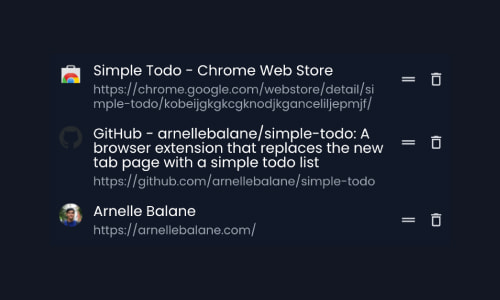 Simple Todo - Chrome Web Store
https://chrome.google.com/webstore/detail/si
mple-todo/kobeijgkgkcgknodjkganceliljepmjf/
GitHub - arnellebalane/simple-todo: A
browser extension that replaces the new
tab page with a simple todo list
https://github.com/arnellebalane/simple-todo
Arnelle Balane
https://arnellebalane.com/